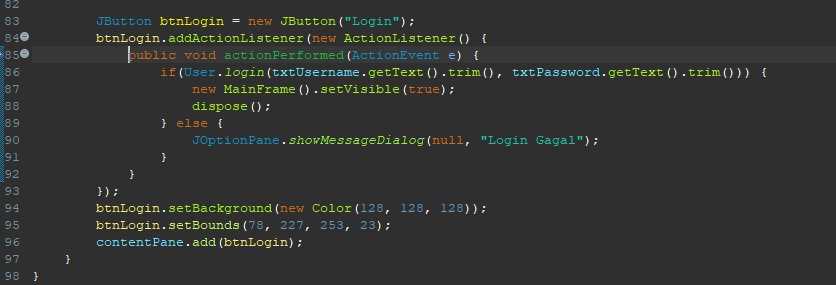 82
83 JButton btnLogin = new JButton("Login");
84 btnLogin.addActionListener(new ActionListener() {
85 public void actionPerformed(ActionEvent e) {
86 if(User.login(txtUsername.getText().trim(), txtPassword.getText().trim())) {
87 new MainFrame().setVisible(true);
88 dispose();
89 } else {
90 JOptionPane.showMessageDialog(null, "Login Gagal");
91 }
92 }
93 });
94 btnLogin.setBackground(new Color(128, 128, 128));
95 btnLogin.setBounds(78, 227, 253, 23);
96 contentPane.add(btnLogin);
97 }
98 }